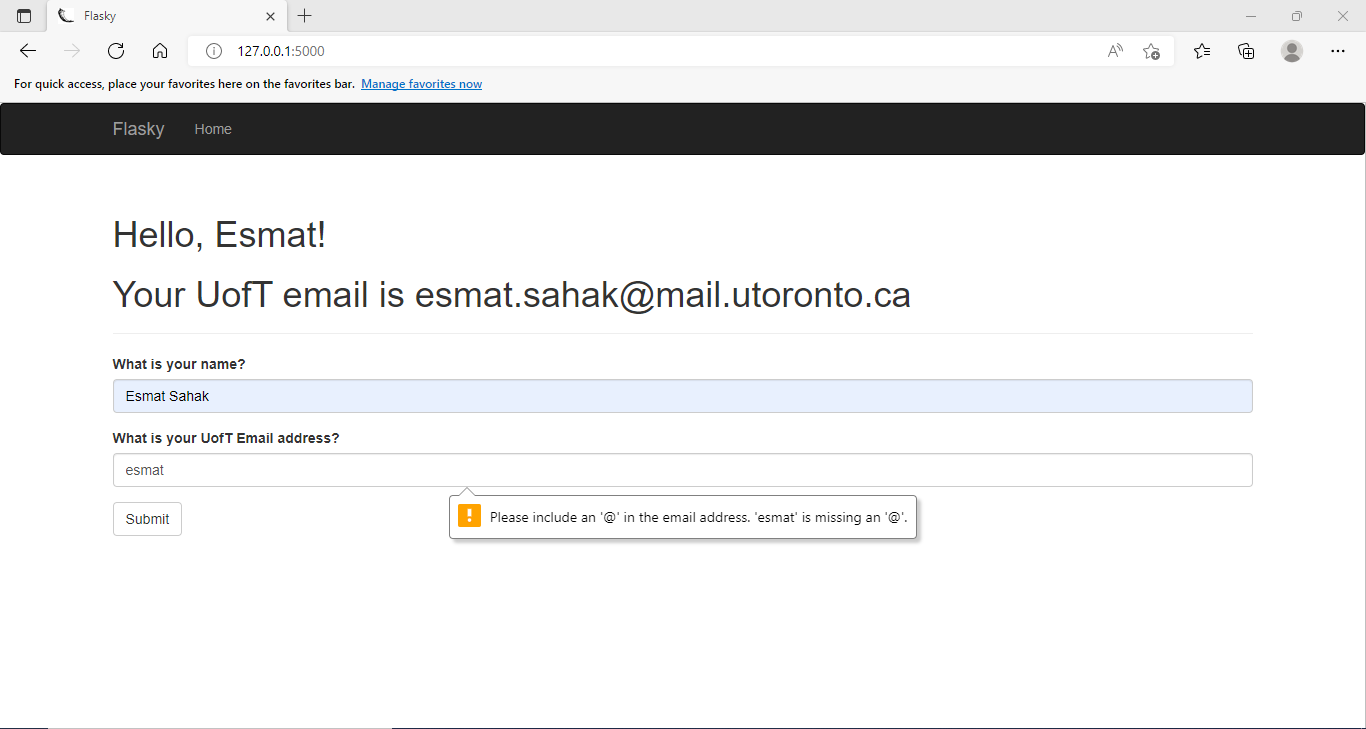 Flasky
127.0.0.1:5000
For quick access, place your favorites here on the favorites bar. Manage favorites now
Flasky Home
Hello, Esmat!
Your UofT email is esmat.sahak@mail.utoronto.ca
What is your name?
Esmat Sahak
What is your UofT Email address?
esmat
Submit
Please include an '@' in the email address. 'esmat' is missing an '@'.